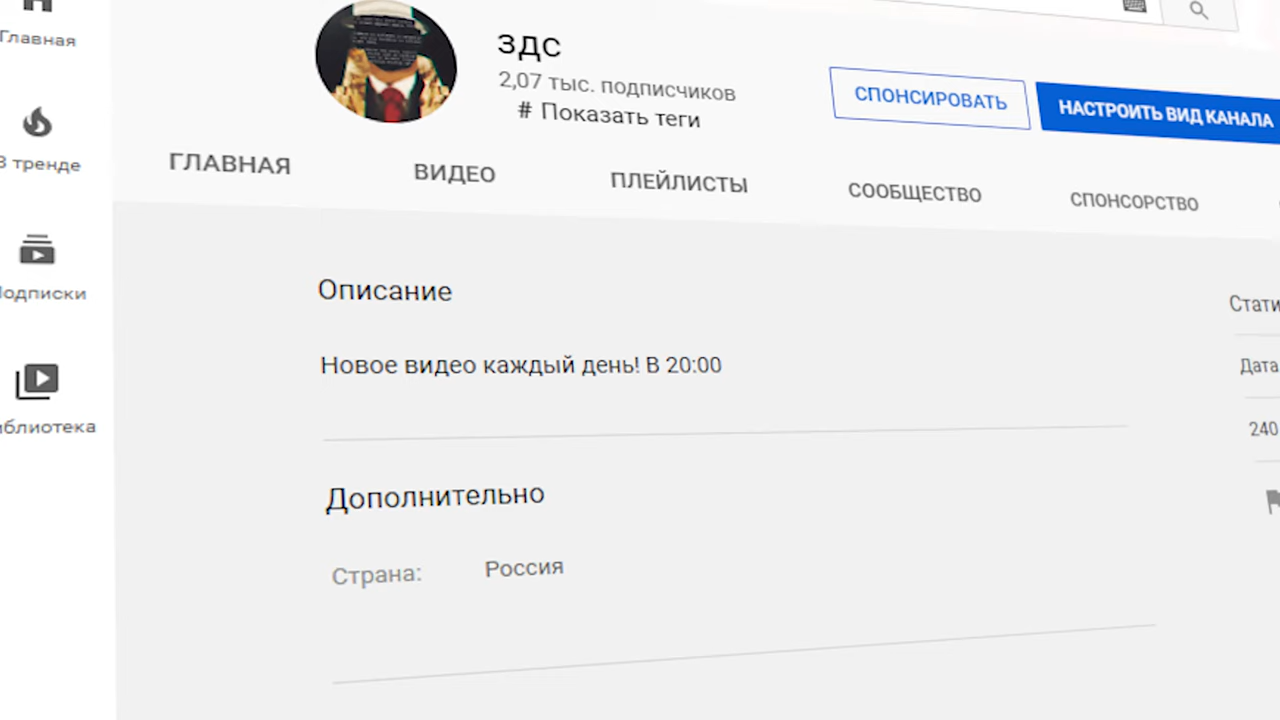 Главная
ЗДС
2,07 тыс. подписчиков
# Показать теги
СПОНСИРОВАТЬ
НАСТРОИТЬ ВИД КАНАЛА
В тренде
ГЛАВНАЯ
ВИДЕО
ПЛЕЙЛИСТЫ
СООБЩЕСТВО
СПОНСОРСТВО
Подписки
Описание
Новое видео каждый день! В 20:00
Стати
Дата
240
иблиотека
Дополнительно
Страна:
Россия